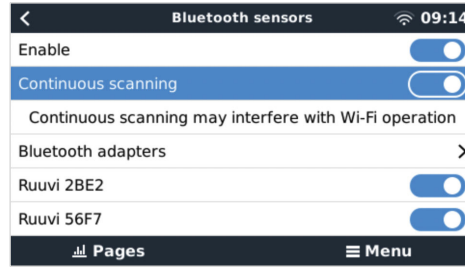 Bluetooth sensors 09:14
Enable
Continuous scanning
Continuous scanning may interfere with Wi-Fi operation
Bluetooth adapters
Ruuvi 2BE2
Ruuvi 56F7
Pages Menu